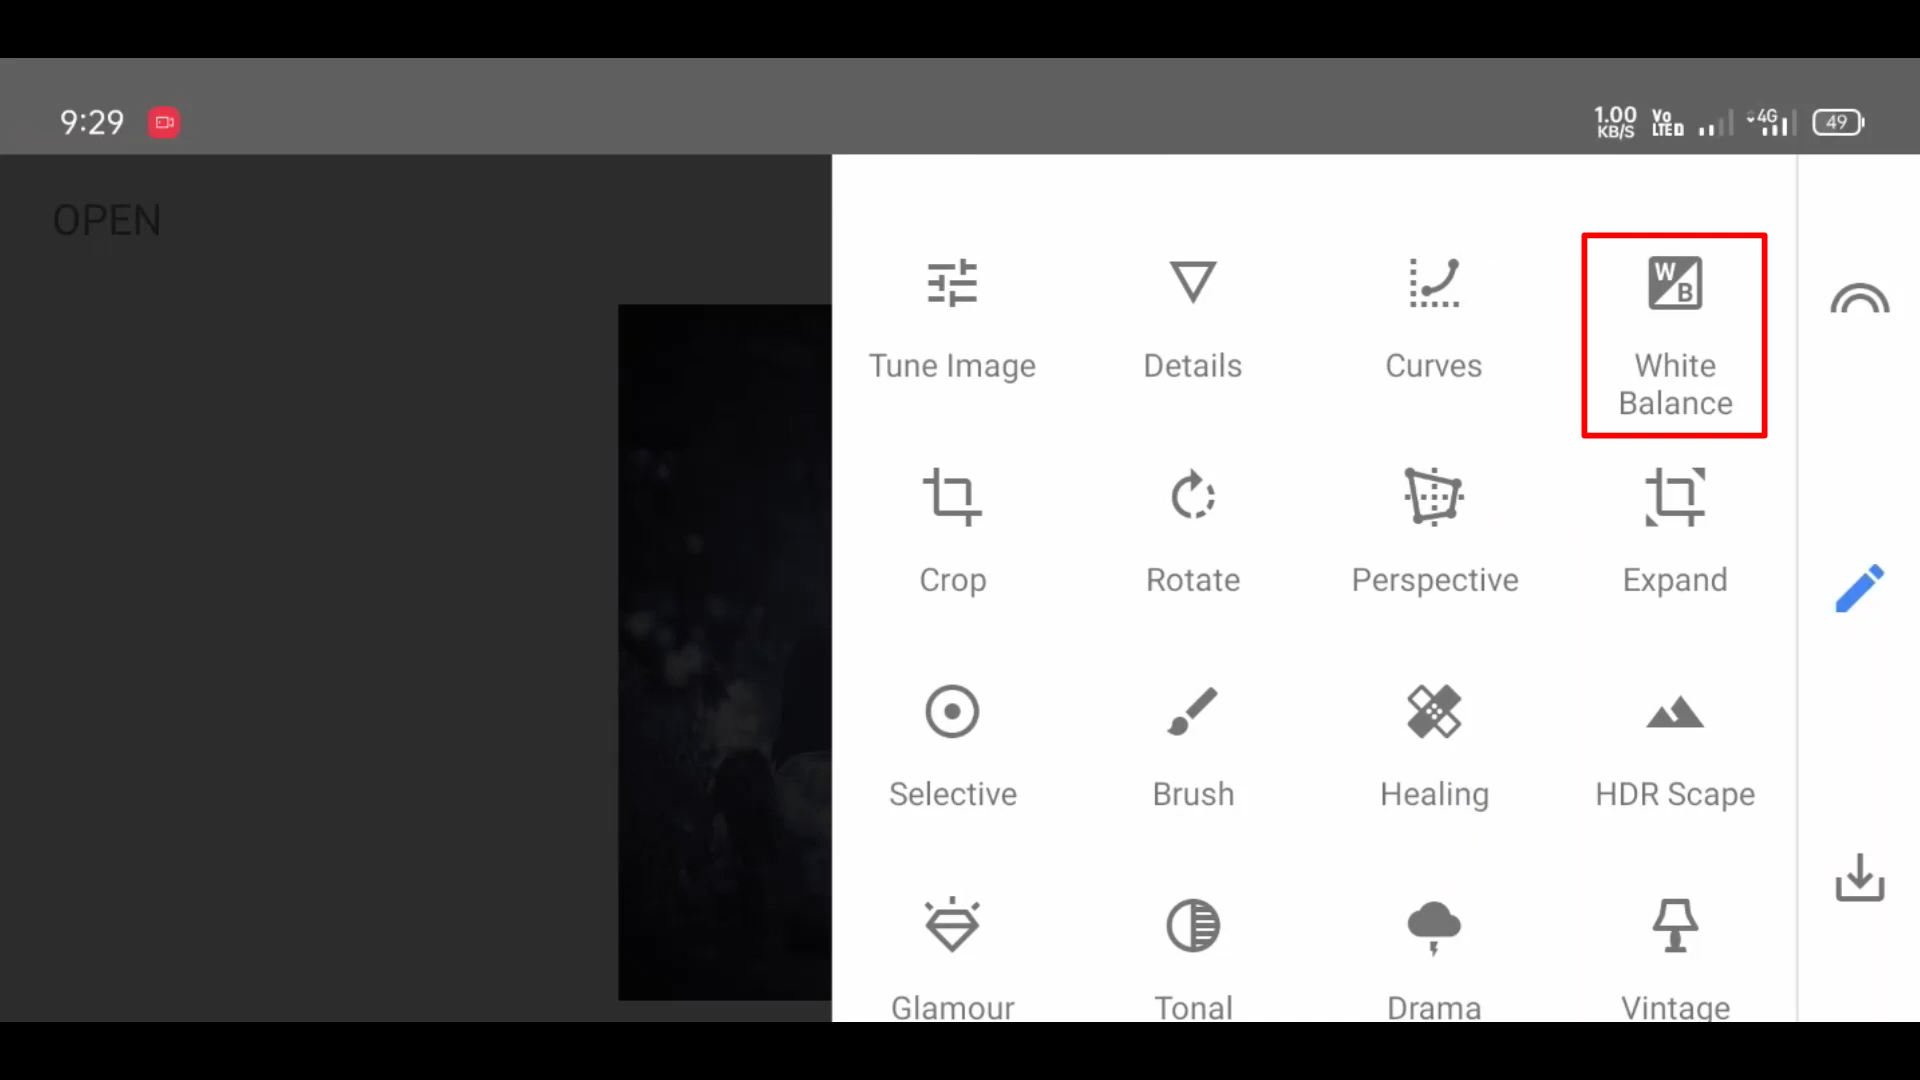 9:29
1.00
KB/S
Vo
LTE
4G
49
OPEN
Tune Image
Details
Curves
W
B
White
Balance
Crop
Rotate
Perspective
Expand
Selective
Brush
Healing
HDR Scape
Glamour
Tonal
Drama
Vintage